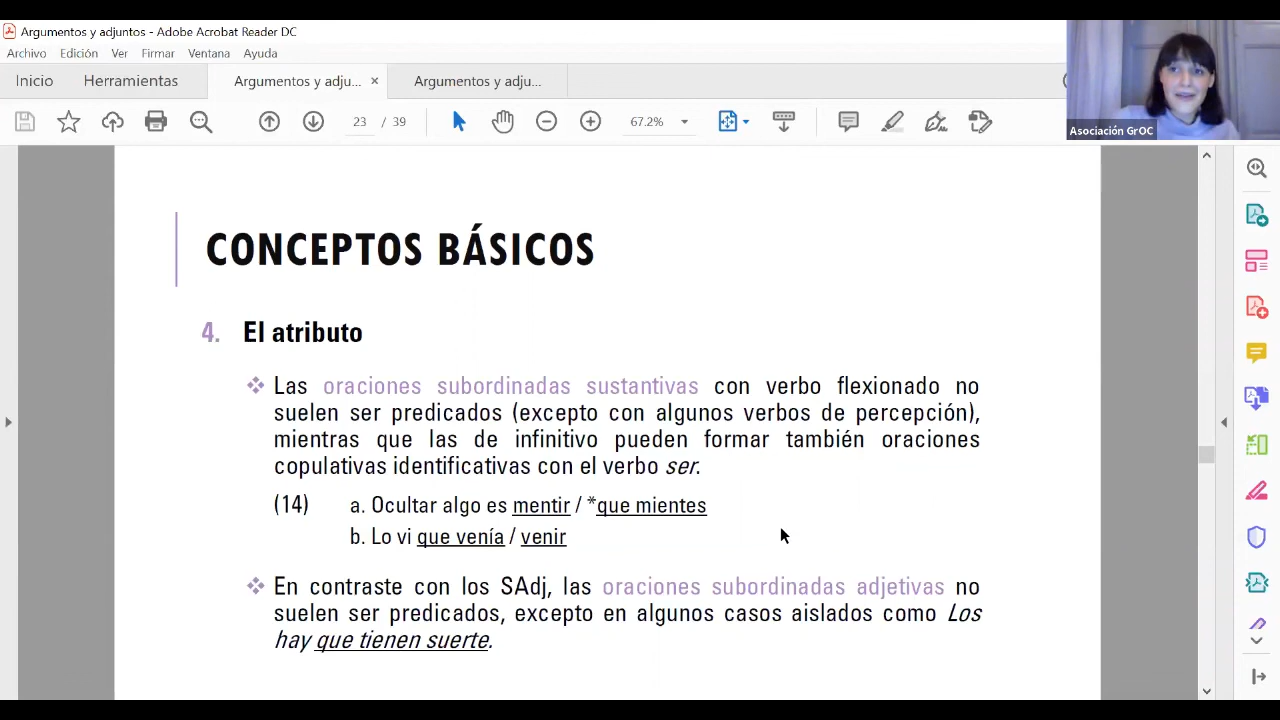 Argumentos y adjuntos - Adobe Acrobat Reader DC
Archivo Edición Ver Firmar Ventana Ayuda
Inicio Herramientas Argumentos y adju... × Argumentos y adju...
23 / 39 67.2%
Asociación GrOC
CONCEPTOS BÁSICOS
4. El atributo
Las oraciones subordinadas sustantivas con verbo flexionado no
suelen ser predicados (excepto con algunos verbos de percepción),
mientras que las de infinitivo pueden formar también oraciones
copulativas identificativas con el verbo ser.
(14) a. Ocultar algo es mentir / *que mientes
b. Lo vi que venía / venir
En contraste con los SAdj, las oraciones subordinadas adjetivas no
suelen ser predicados, excepto en algunos casos aislados como Los
hay que tienen suerte.